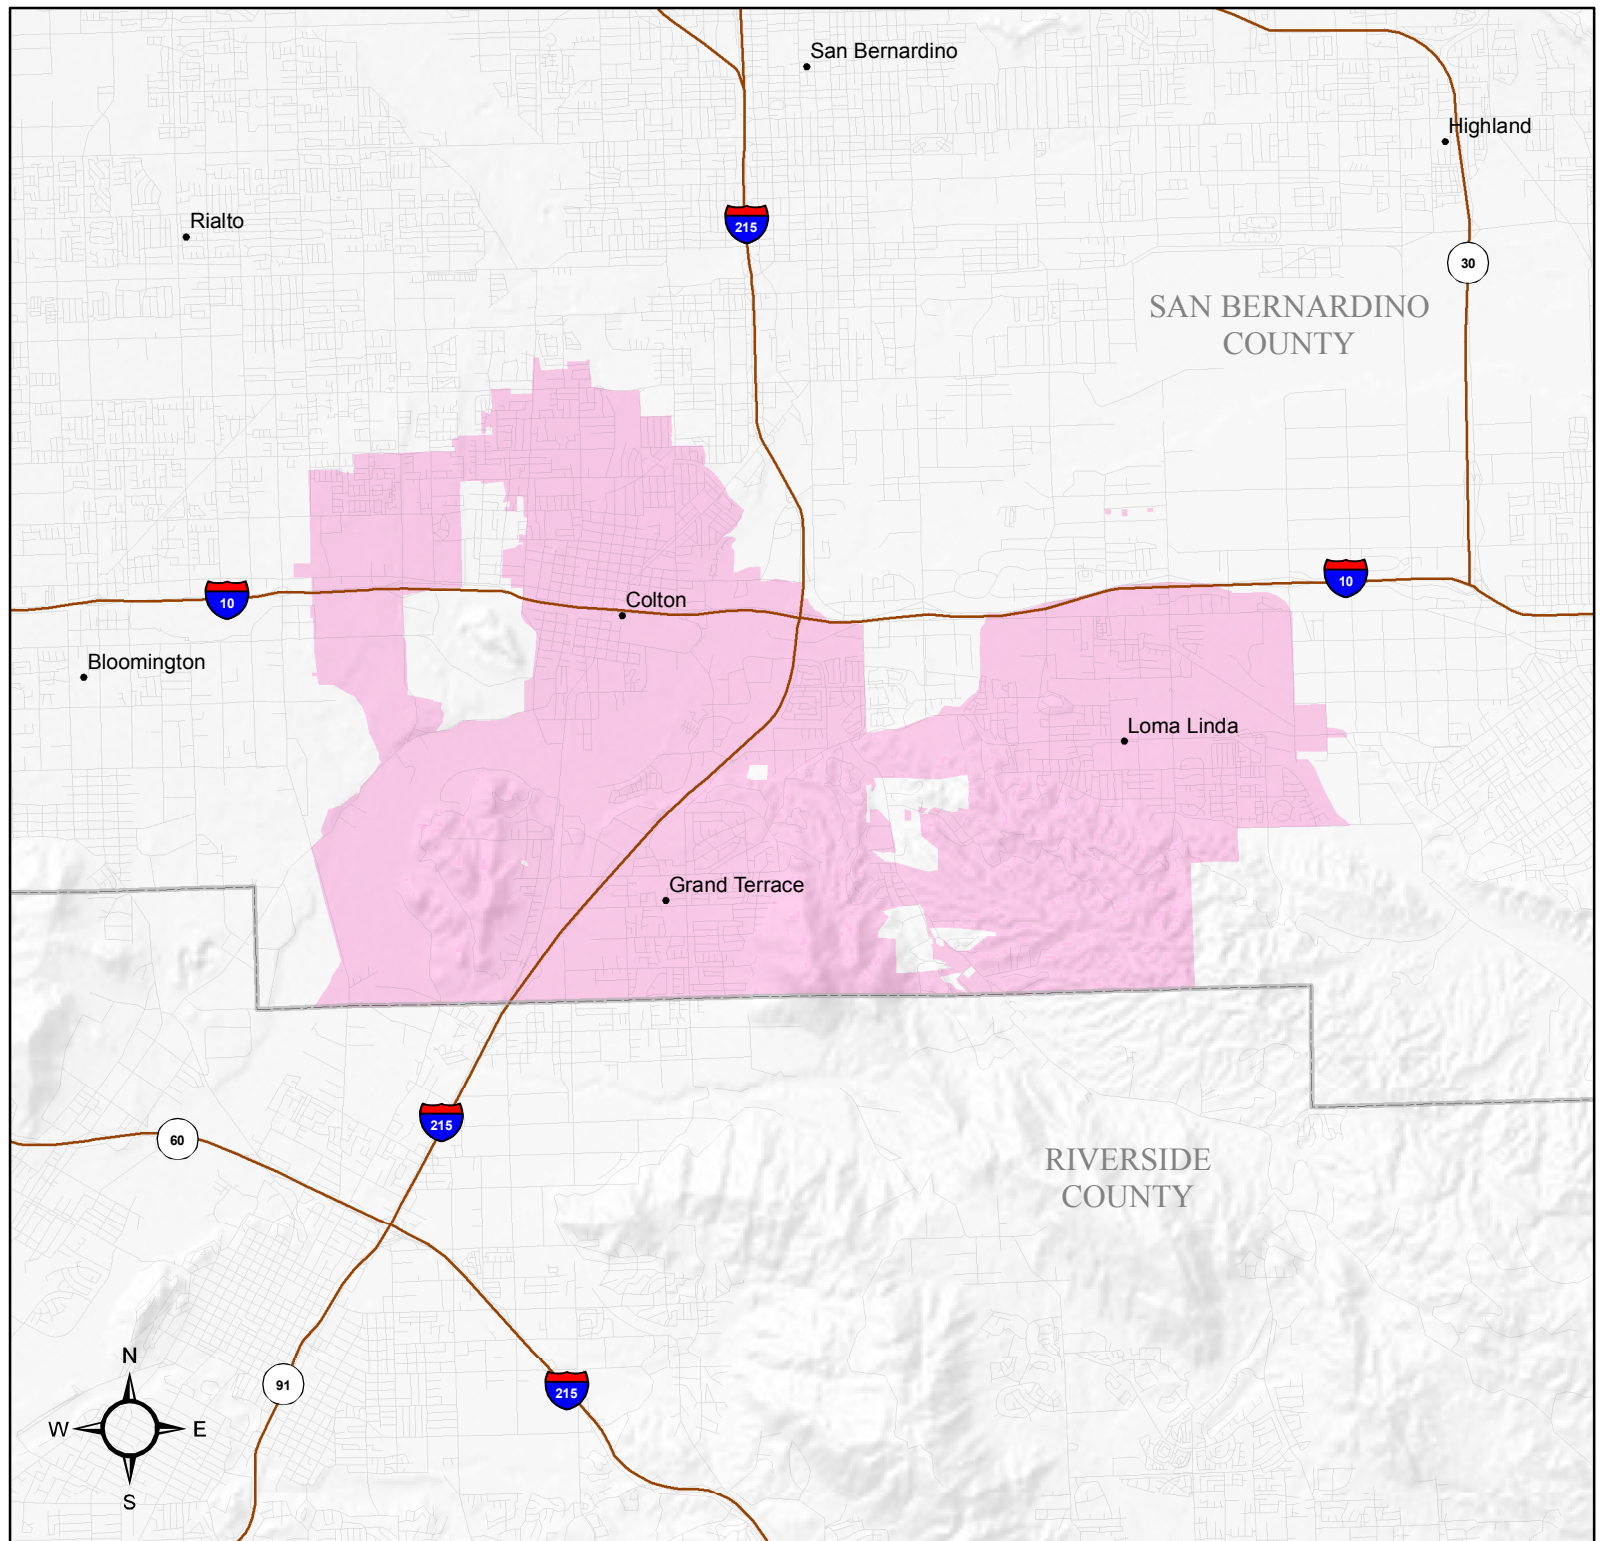 San Bernardino
Highland
Rialto
215
30
SAN BERNARDINO
COUNTY
10
10
Colton
Bloomington
Loma Linda
Grand Terrace
215
60
RIVERSIDE
COUNTY
N
W E
S
91
215